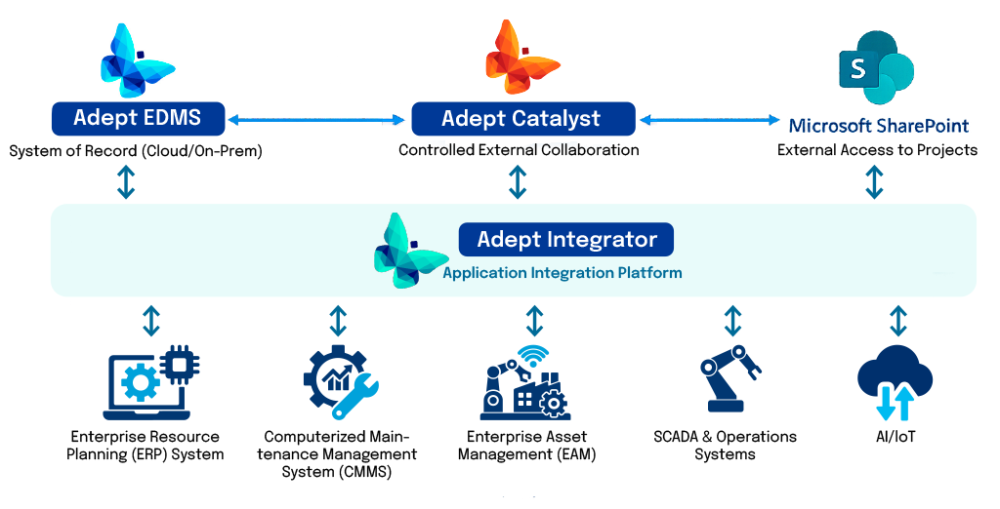 S
Adept EDMS
Adept Catalyst
Microsoft SharePoint
System of Record (Cloud/On-Prem)
Controlled External Collaboration
External Access to Projects
Adept Integrator
Application Integration Platform
Enterprise Resource
Planning (ERP) System
Computerized Main-
tenance Management
System (CMMS)
Enterprise Asset
Management (EAM)
SCADA & Operations
Systems
AI/IoT